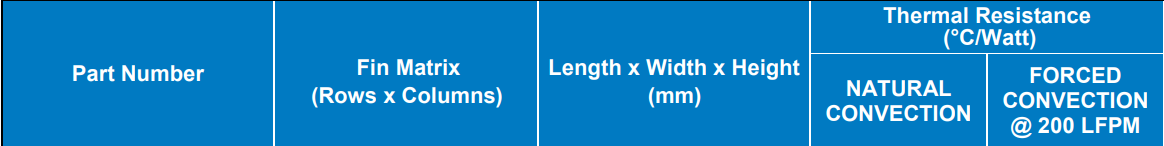 Part Number
Fin Matrix
(Rows x Columns)
Length x Width x Height
(mm)
Thermal Resistance
(°C/Watt)
NATURAL
CONVECTION
FORCED
CONVECTION
@ 200 LFPM